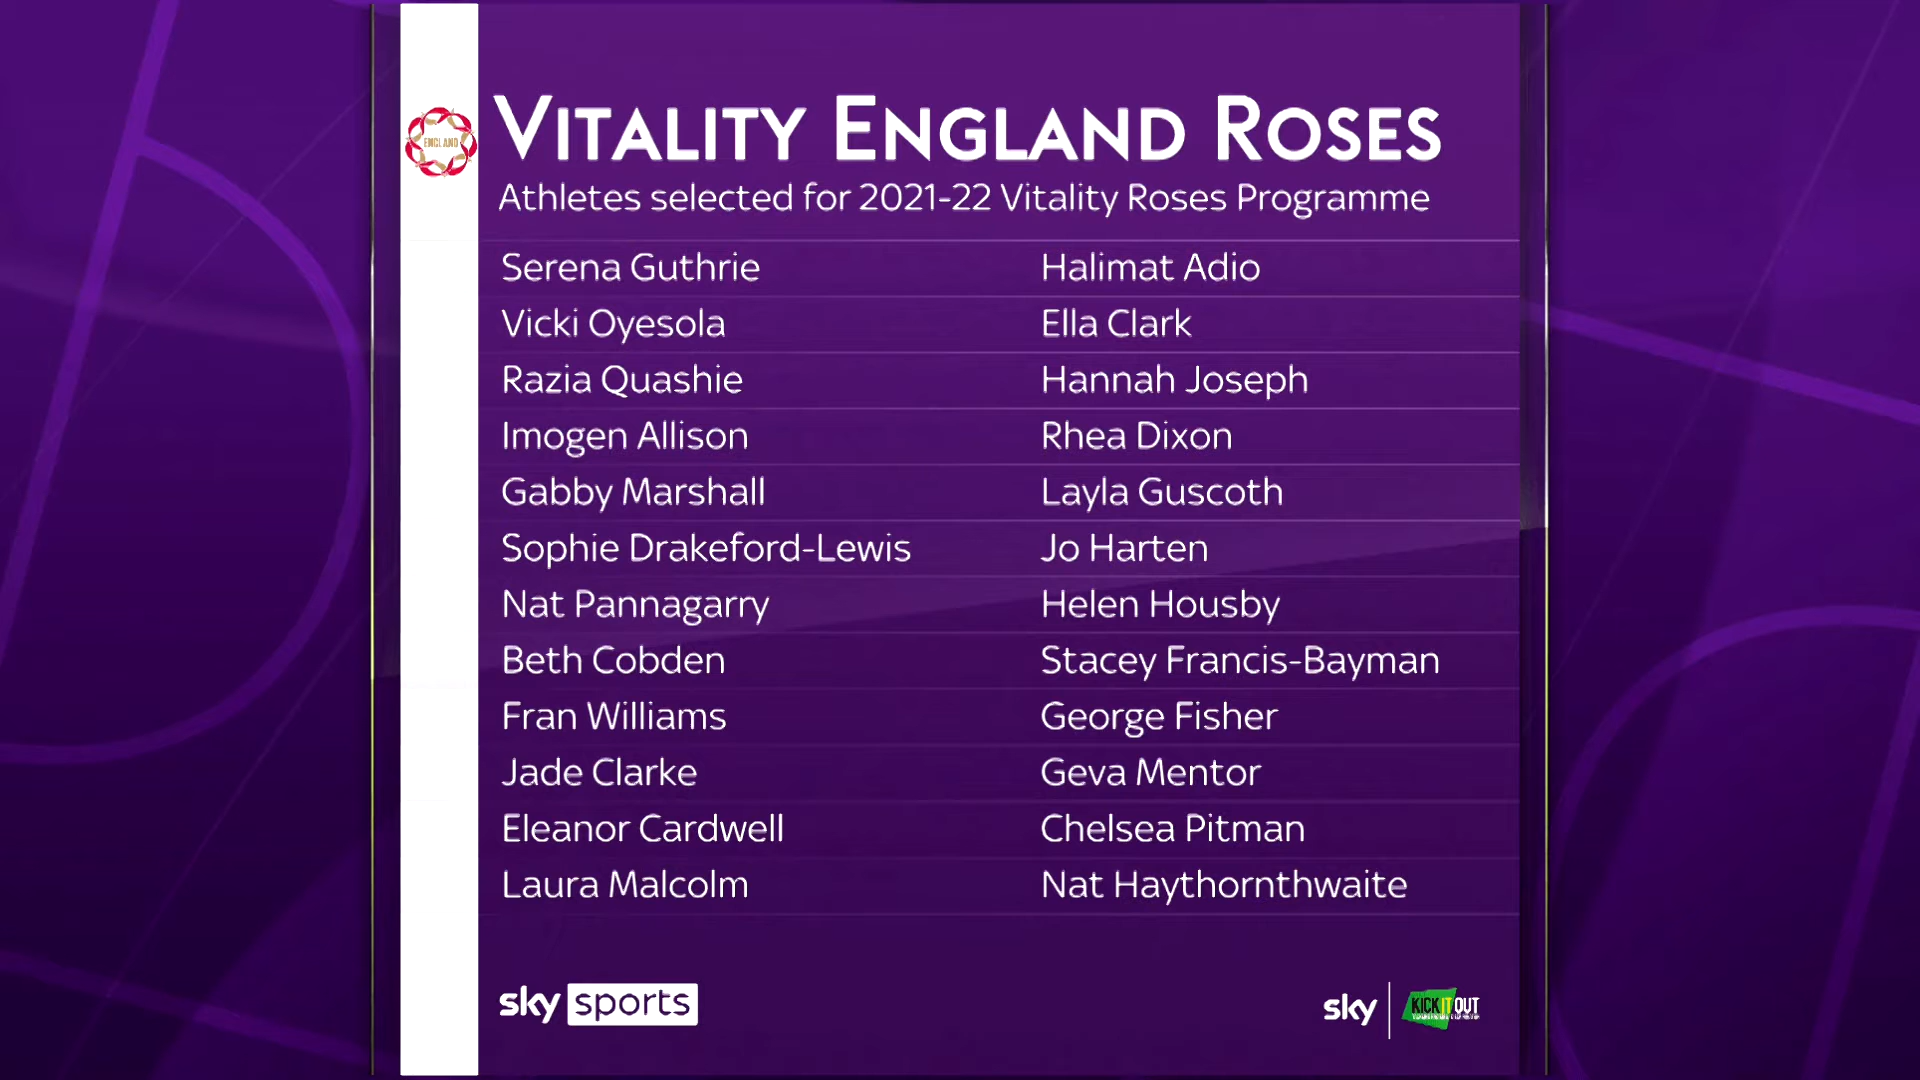 ENGLAND
VITALITY ENGLAND ROSES
Athletes selected for 2021-22 Vitality Roses Programme
Serena Guthrie Halimat Adio
Vicki Oyesola Ella Clark
Razia Quashie Hannah Joseph
Imogen Allison Rhea Dixon
Gabby Marshall Layla Guscoth
Sophie Drakeford-Lewis Jo Harten
Nat Pannagarry Helen Housby
Beth Cobden Stacey Francis-Bayman
Fran Williams George Fisher
Jade Clarke Geva Mentor
Eleanor Cardwell Chelsea Pitman
Laura Malcolm Nat Haythornthwaite
sky sports
sky KICK IT OUT